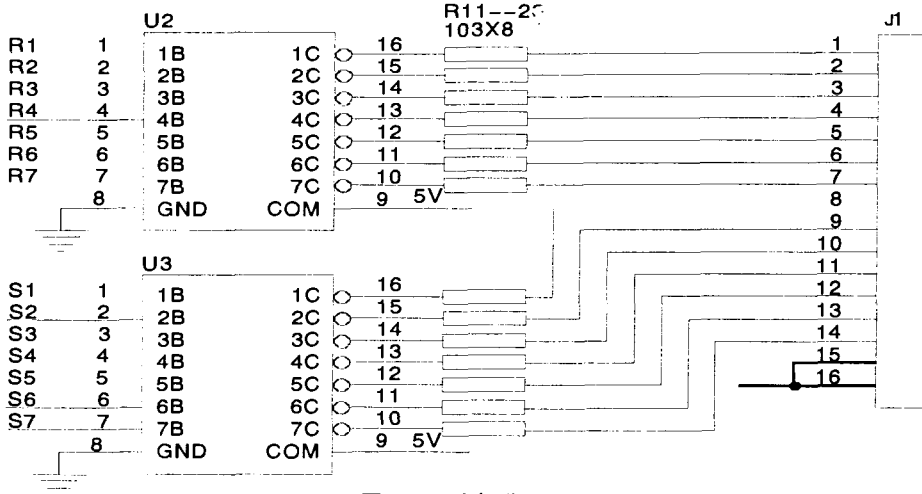 R11--23
103X8
U2
J1
R1 1 1B 1C 16 1
R2 2 2B 2C 15 2
R3 3 3B 3C 14 3
R4 4 4B 4C 13 4
R5 5 5B 5C 12 5
R6 6 6B 6C 11 6
R7 7 7B 7C 10 7
8 GND COM 9 5V 8
9
10
11
12
13
14
15
16
U3
S1 1 1B 1C 16
S2 2 2B 2C 15
S3 3 3B 3C 14
S4 4 4B 4C 13
S5 5 5B 5C 12
S6 6 6B 6C 11
S7 7 7B 7C 10
8 GND COM 9 5V